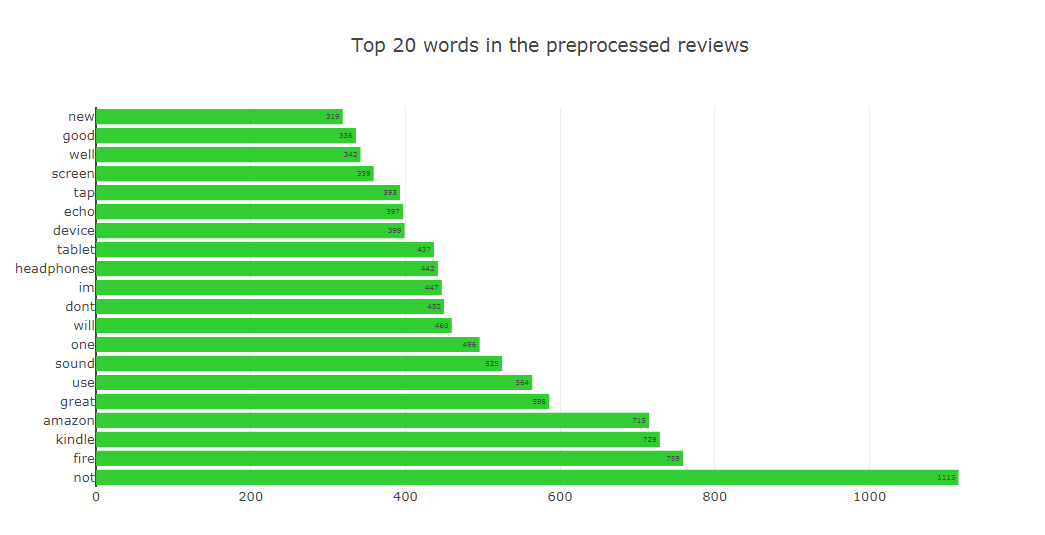 Top 20 words in the preprocessed reviews
new 319
good 336
well 342
screen 359
tap 393
echo 397
device 399
tablet 437
headphones 442
im 447
dont 450
will 460
one 496
sound 525
use 564
great 586
amazon 715
kindle 729
fire 759
not 1115
0 200 400 600 800 1000